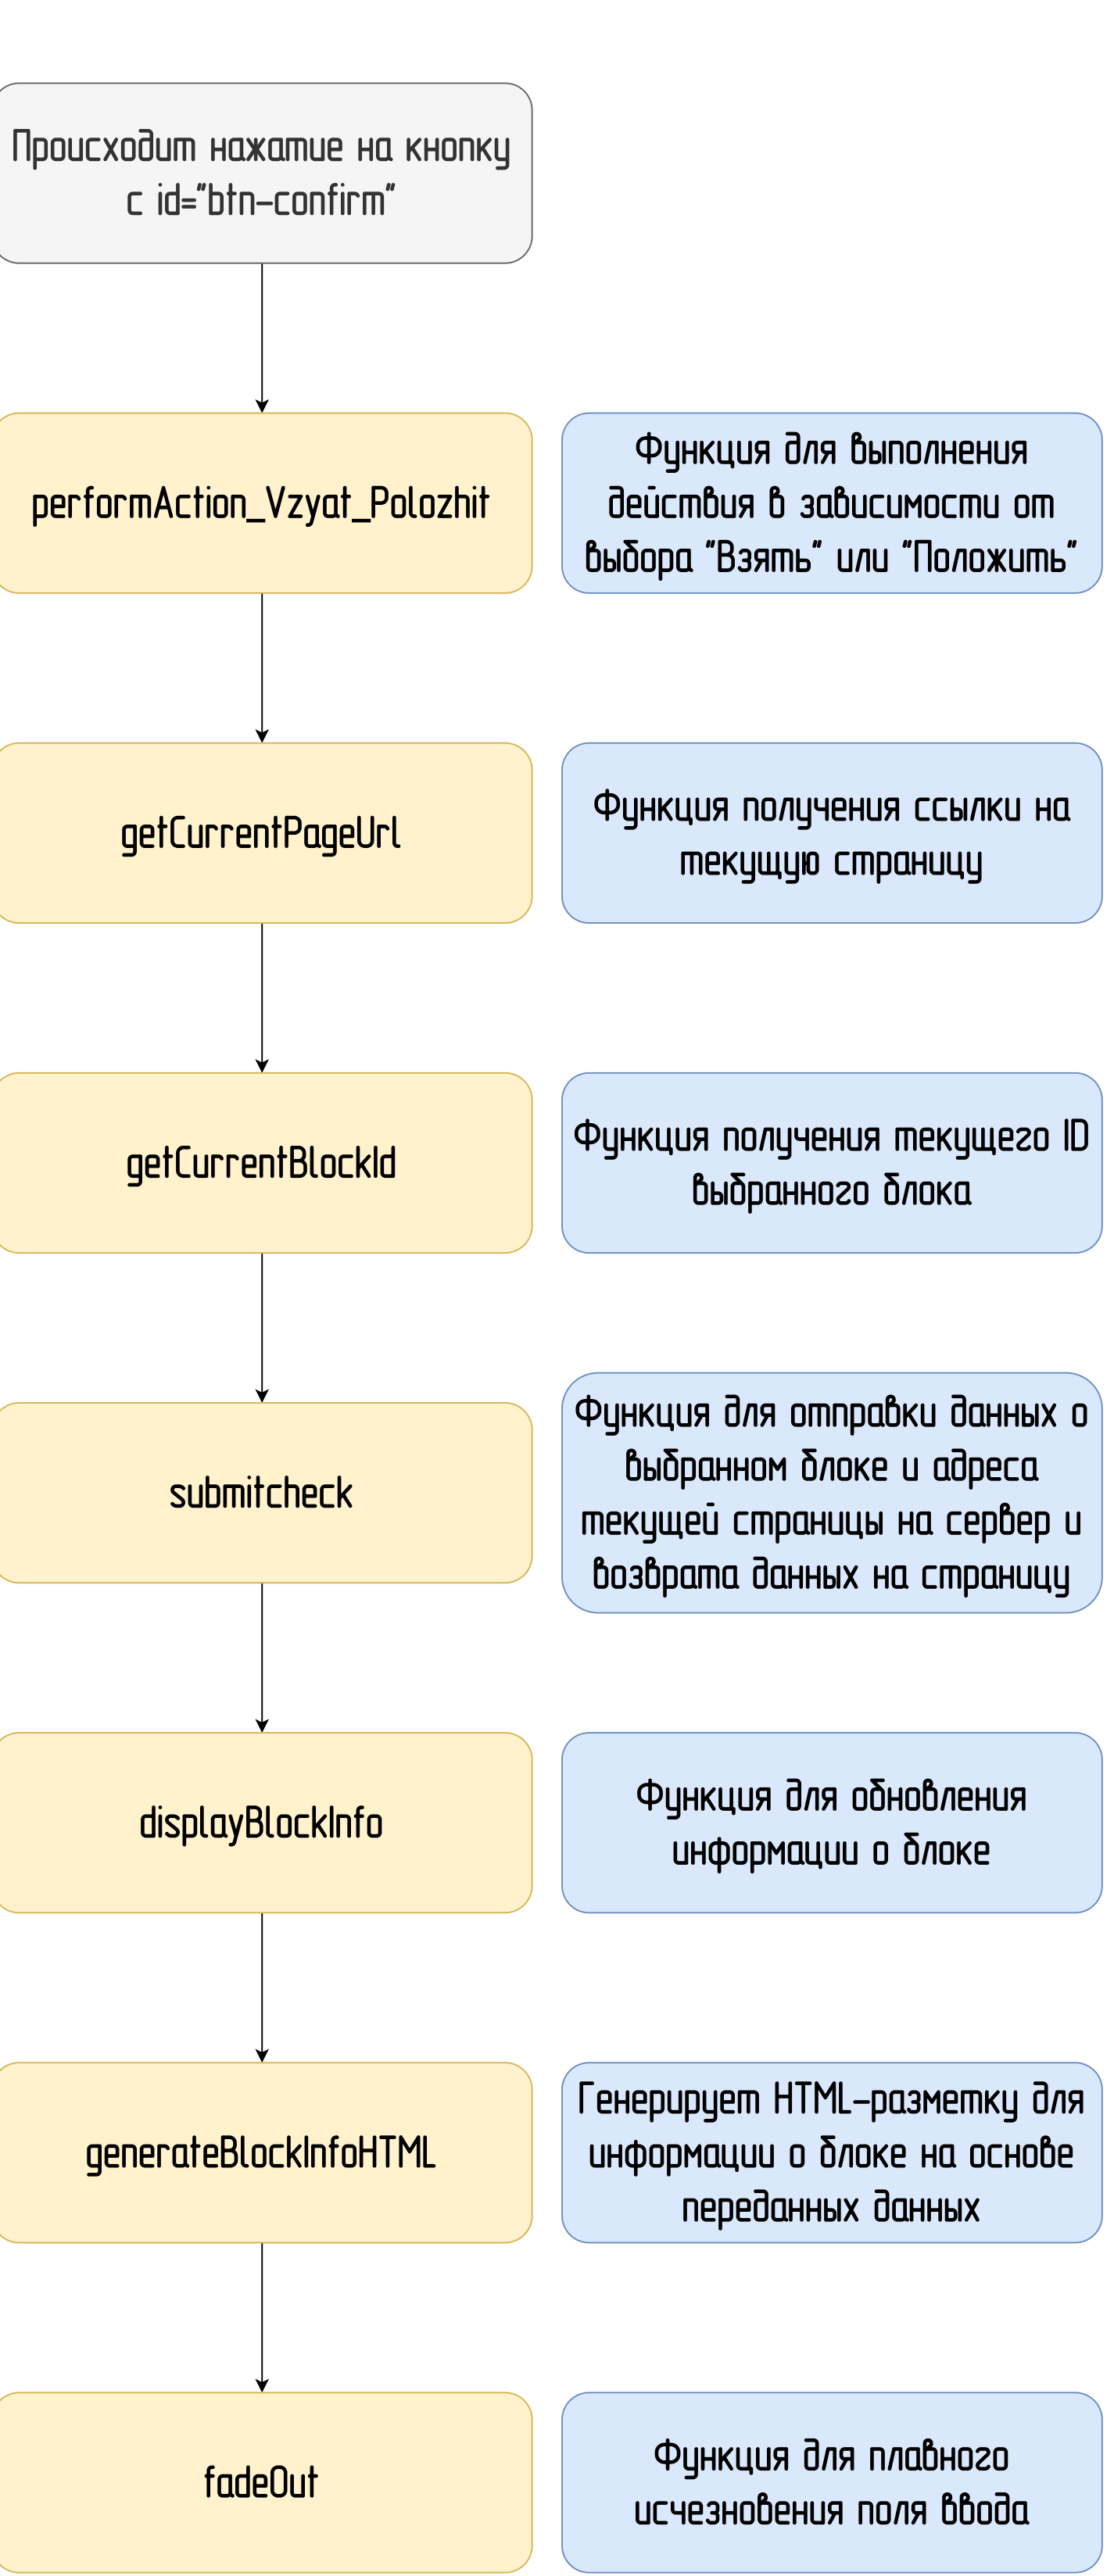 Происходит нажатие на кнопку
с id="btn-confirm"
performAction_Vzyat_Polozhit
Функция для выполнения
действия в зависимости от
выбора "Взять" или "Положить"
getCurrentPageUrl
Функция получения ссылки на
текущую страницу
getCurrentBlockId
Функция получения текущего ID
выбранного блока
submitcheck
Функция для отправки данных о
выбранном блоке и адреса
текущей страницы на сервер и
возврата данных на страницу
displayBlockInfo
Функция для обновления
информации о блоке
generateBlockInfoHTML
Генерирует HTML-разметку для
информации о блоке на основе
переданных данных
fadeOut
Функция для плавного
исчезновения поля ввода